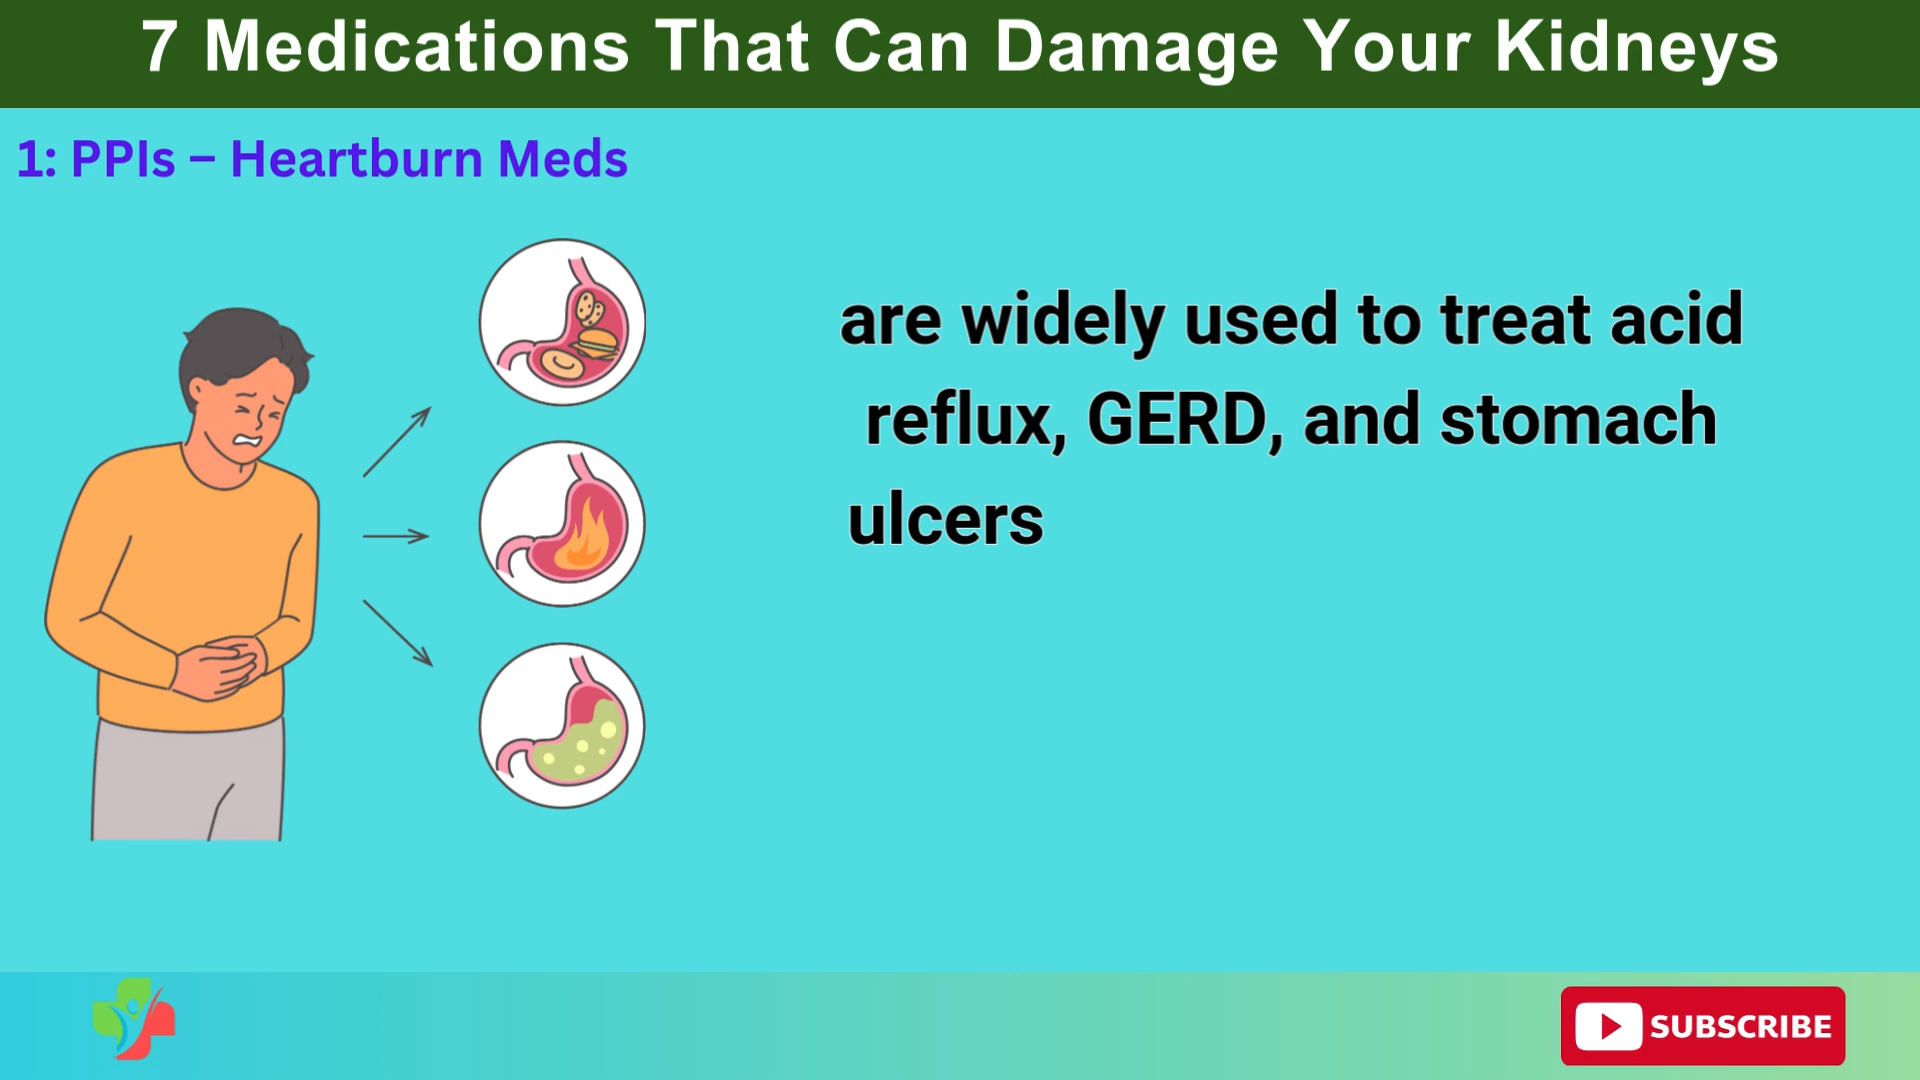 7 Medications That Can Damage Your Kidneys
1: PPIs – Heartburn Meds
are widely used to treat acid
reflux, GERD, and stomach
ulcers
SUBSCRIBE